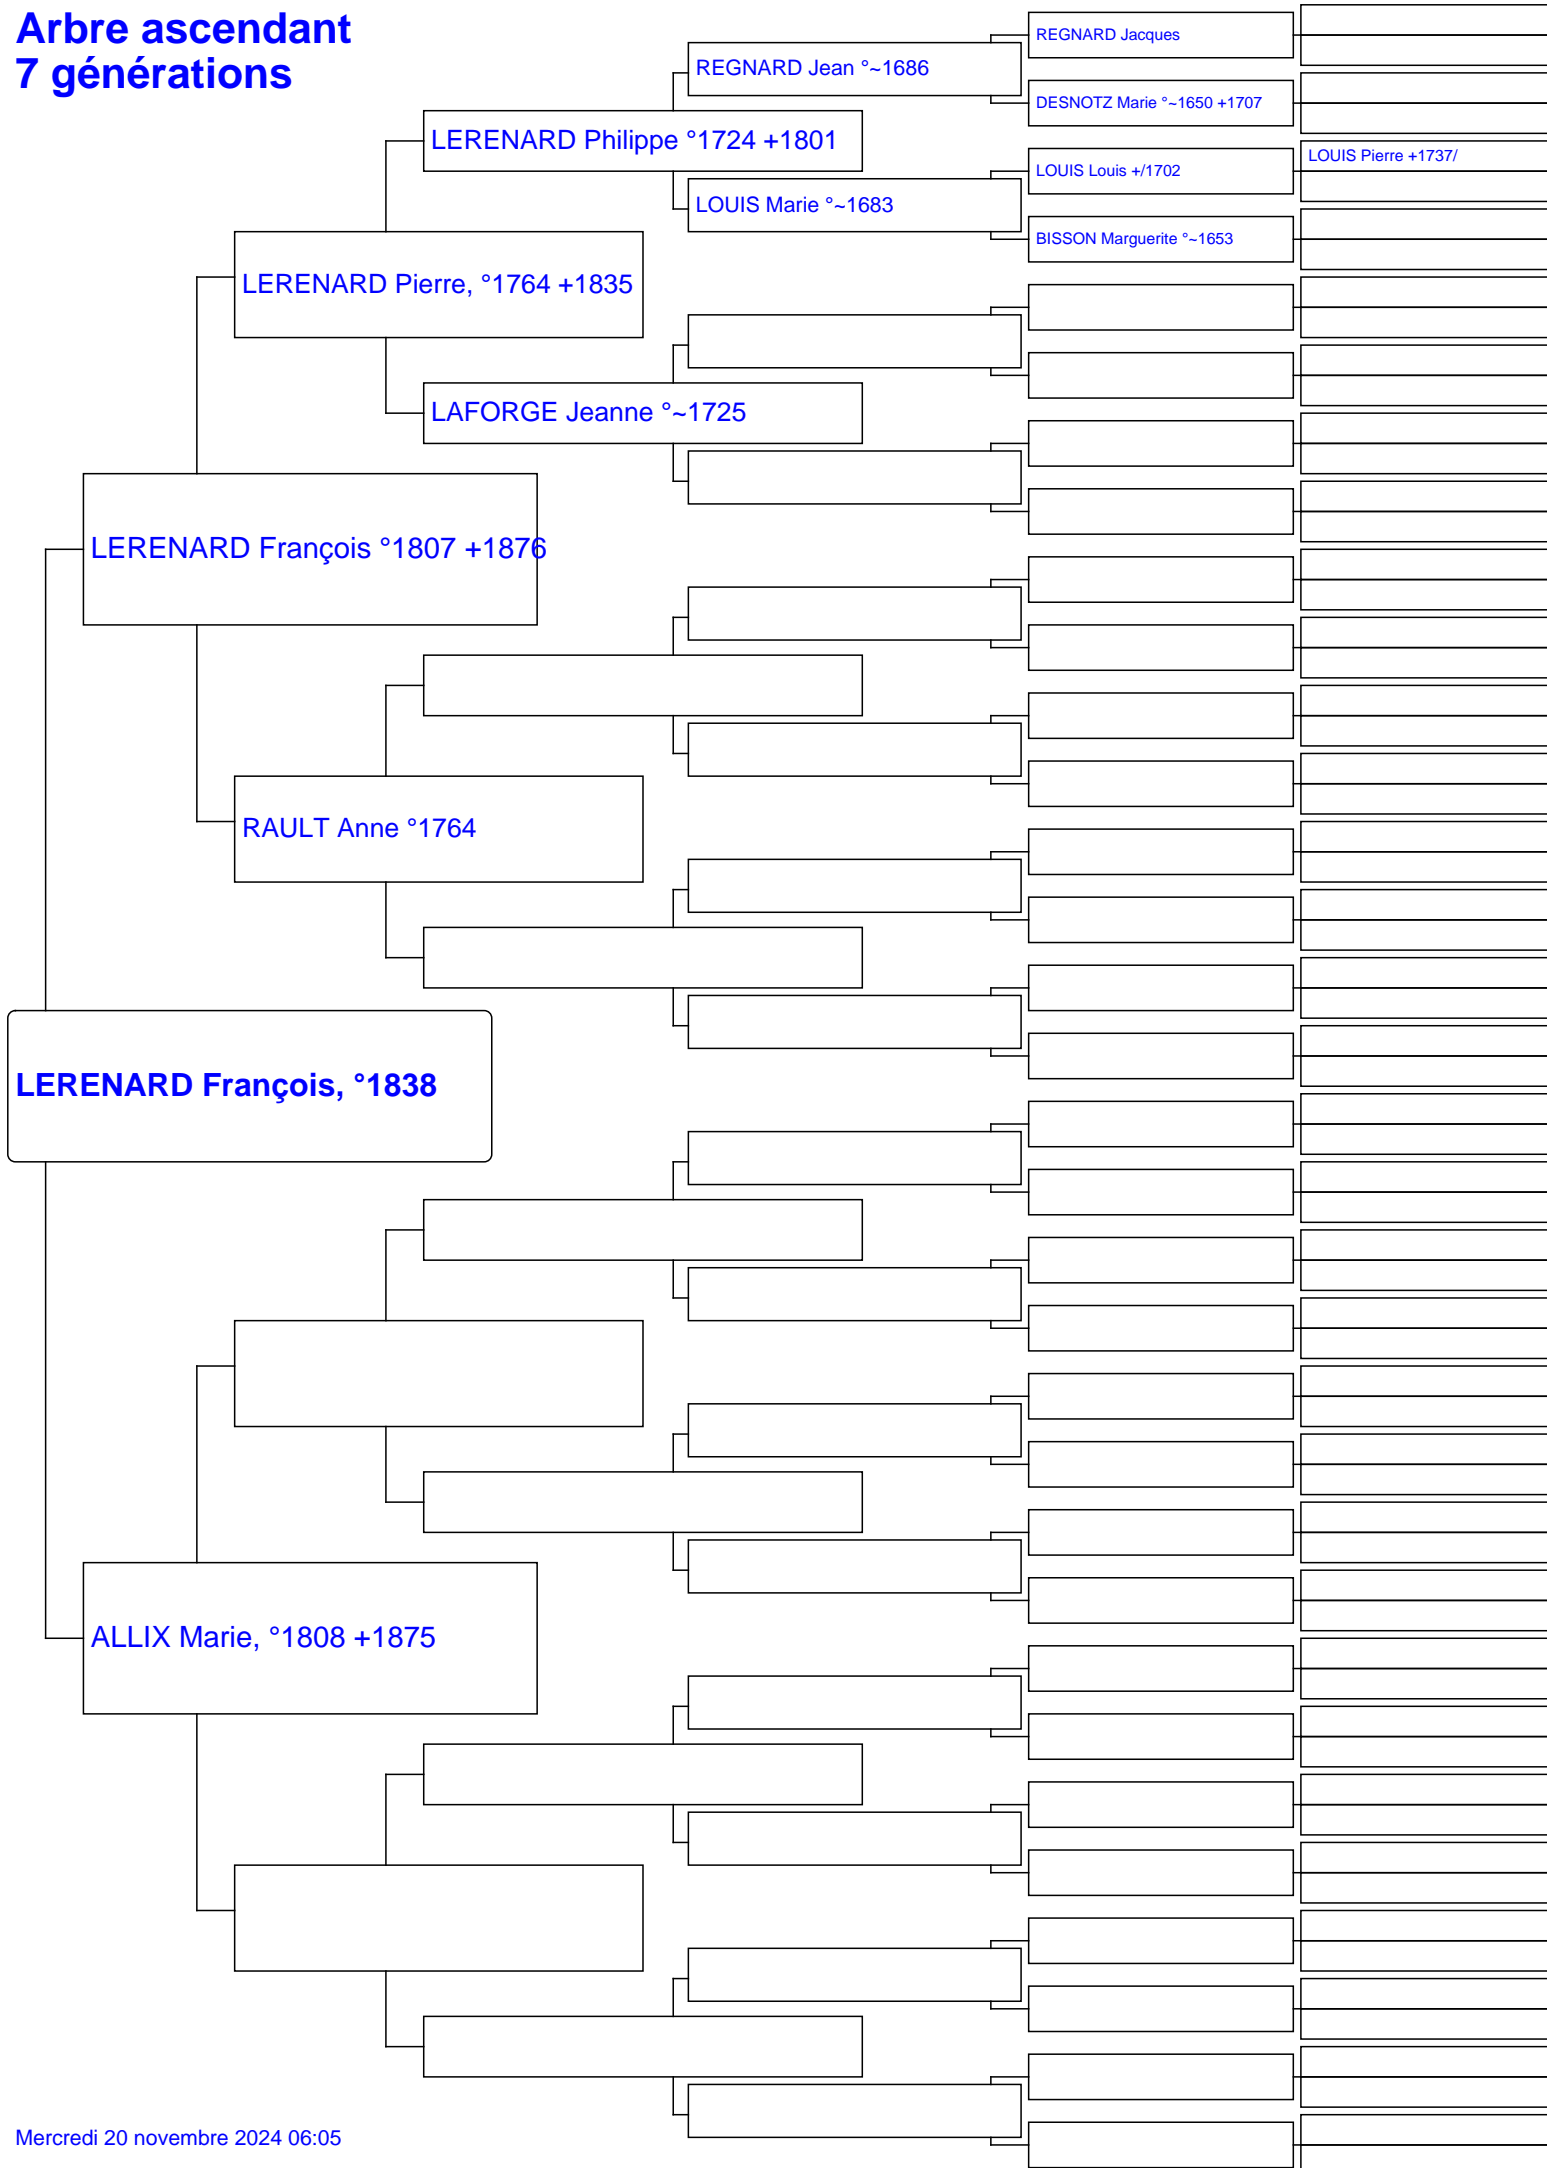 Arbre ascendant
7 générations
REGNARD Jacques
REGNARD Jean °~1686
DESNOTZ Marie °~1650 +1707
LERENARD Philippe °1724 +1801
LOUIS Pierre +1737/
LOUIS Louis +/1702
LOUIS Marie °~1683
BISSON Marguerite °~1653
LERENARD Pierre, °1764 +1835
LAFORGE Jeanne °~1725
LERENARD François °1807 +1876
RAULT Anne °1764
LERENARD François, °1838
ALLIX Marie, °1808 +1875
Mercredi 20 novembre 2024 06:05